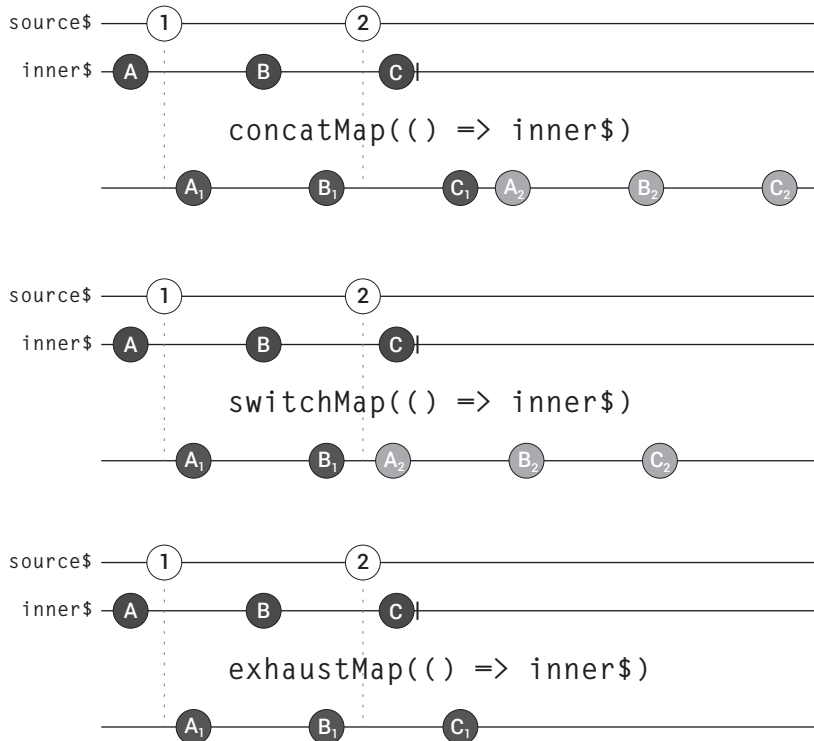 source$ 1 2
inner$ A B C
concatMap(() => inner$)
A₁ B₁ C₁ A₂ B₂ C₂
source$ 1 2
inner$ A B C
switchMap(() => inner$)
A₁ B₁ A₂ B₂ C₂
source$ 1 2
inner$ A B C
exhaustMap(() => inner$)
A₁ B₁ C₁